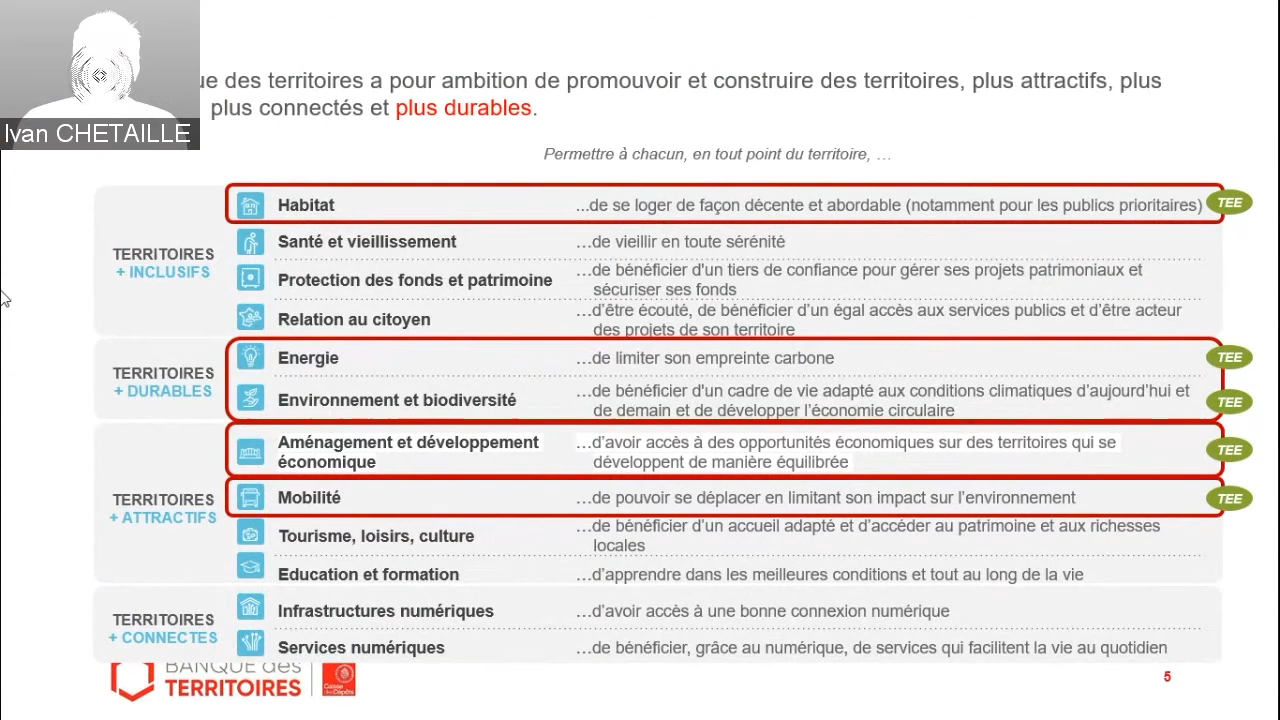 Ivan CHETAILLE
ue des territoires a pour ambition de promouvoir et construire des territoires, plus attractifs, plus
plus connectés et plus durables.
Permettre à chacun, en tout point du territoire, …
TERRITOIRES
+ INCLUSIFS
Habitat ...de se loger de façon décente et abordable (notamment pour les publics prioritaires) TEE
Santé et vieillissement …de vieillir en toute sérénité
Protection des fonds et patrimoine …de bénéficier d'un tiers de confiance pour gérer ses projets patrimoniaux et
sécuriser ses fonds
Relation au citoyen …d’être écouté, de bénéficier d’un égal accès aux services publics et d’être acteur
des projets de son territoire
TERRITOIRES
+ DURABLES
Energie …de limiter son empreinte carbone TEE
Environnement et biodiversité …de bénéficier d'un cadre de vie adapté aux conditions climatiques d’aujourd’hui et
de demain et de développer l’économie circulaire TEE
TERRITOIRES
+ ATTRACTIFS
Aménagement et développement …d’avoir accès à des opportunités économiques sur des territoires qui se
économique développent de manière équilibrée TEE
Mobilité …de pouvoir se déplacer en limitant son impact sur l’environnement TEE
Tourisme, loisirs, culture …de bénéficier d’un accueil adapté et d’accéder au patrimoine et aux richesses
locales
Education et formation …d’apprendre dans les meilleures conditions et tout au long de la vie
TERRITOIRES
+ CONNECTES
Infrastructures numériques …d’avoir accès à une bonne connexion numérique
Services numériques …de bénéficier, grâce au numérique, de services qui facilitent la vie au quotidien
BANQUE des
TERRITOIRES
Caisse
des Dépôts
5